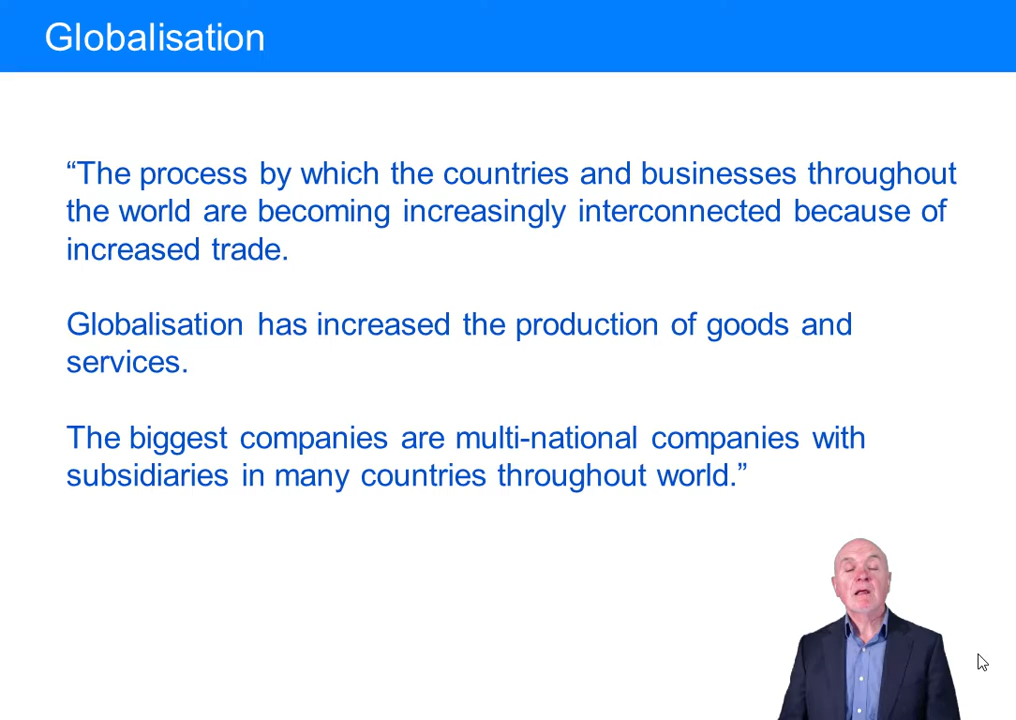 Globalisation
“The process by which the countries and businesses throughout
the world are becoming increasingly interconnected because of
increased trade.
Globalisation has increased the production of goods and
services.
The biggest companies are multi-national companies with
subsidiaries in many countries throughout world.”